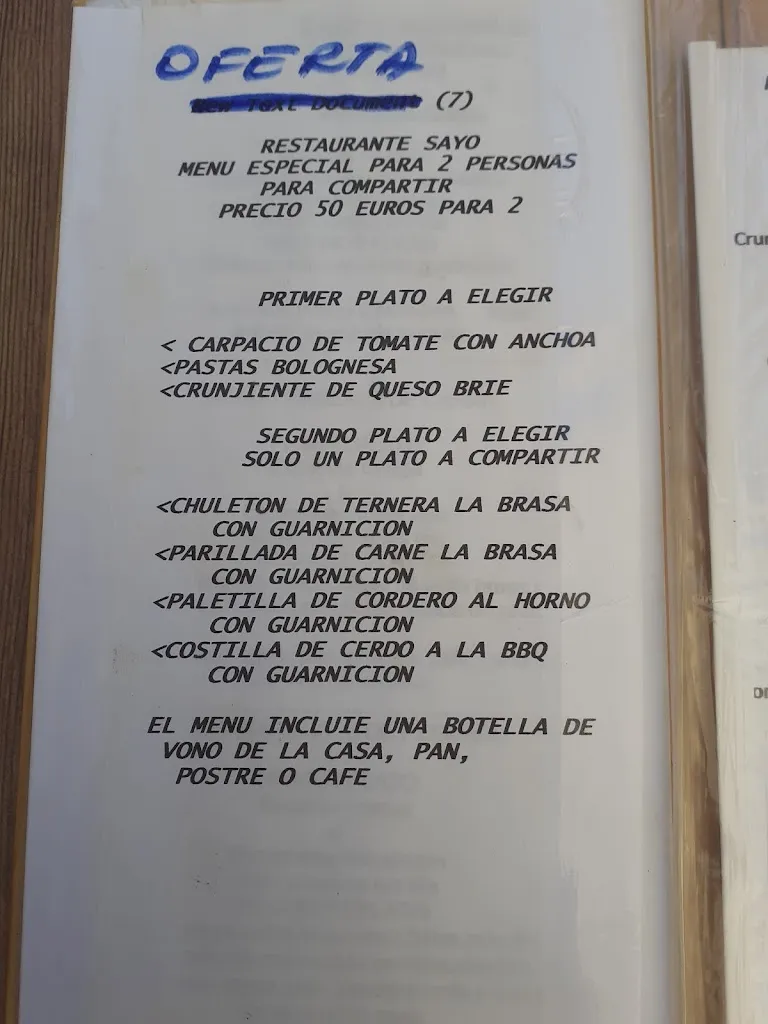 OFERTA
New Text Document (7)
RESTAURANTE SAYO
MENU ESPECIAL PARA 2 PERSONAS
PARA COMPARTIR
PRECIO 50 EUROS PARA 2
PRIMER PLATO A ELEGIR
< CARPACIO DE TOMATE CON ANCHOA
<PASTAS BOLOGNESA
<CRUNJIENTE DE QUESO BRIE
SEGUNDO PLATO A ELEGIR
SOLO UN PLATO A COMPARTIR
<CHULETON DE TERNERA LA BRASA
CON GUARNICION
<PARILLADA DE CARNE LA BRASA
CON GUARNICION
<PALETILLA DE CORDERO AL HORNO
CON GUARNICION
<COSTILLA DE CERDO A LA BBQ
CON GUARNICION
EL MENU INCLUIE UNA BOTELLA DE
VONO DE LA CASA, PAN,
POSTRE O CAFE